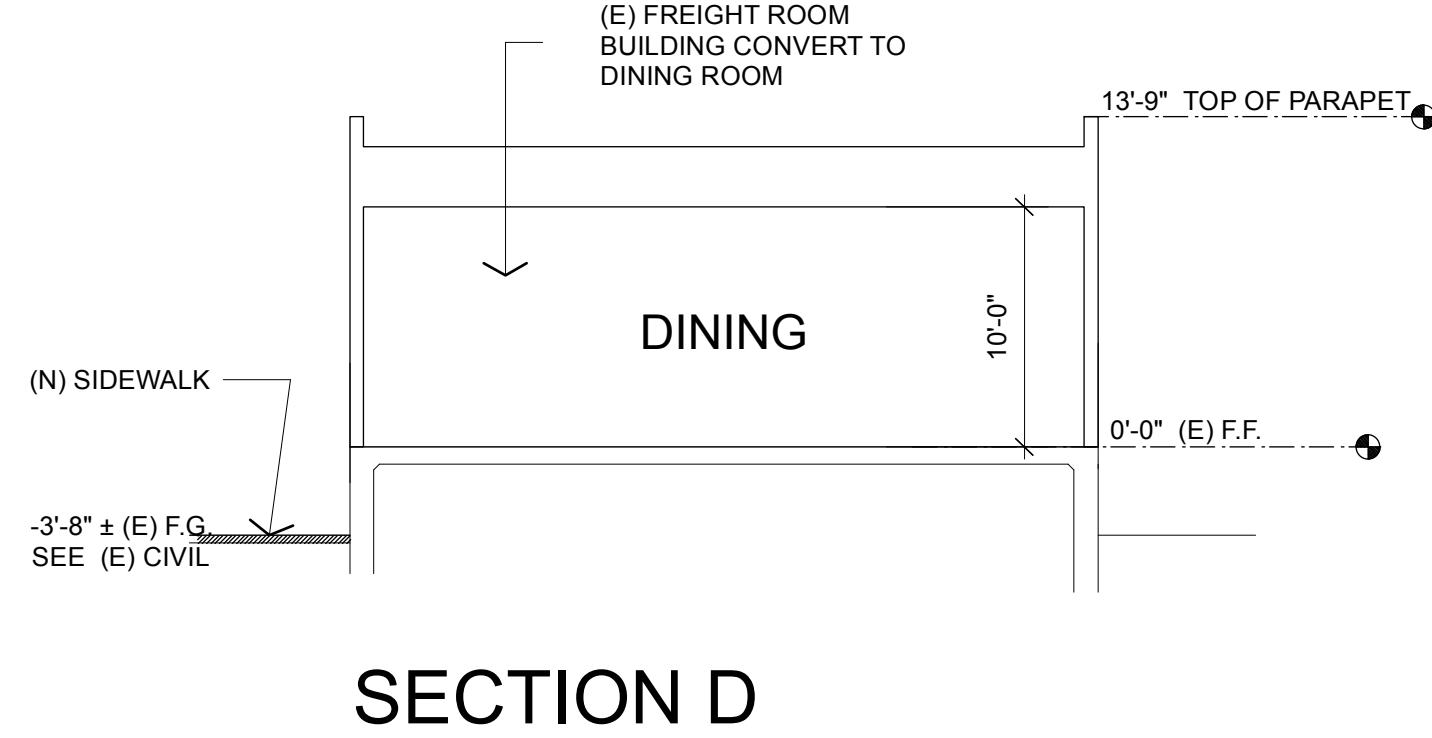 (E) FREIGHT ROOM
BUILDING CONVERT TO
DINING ROOM
13'-9" TOP OF PARAPET
DINING
10'-0"
(N) SIDEWALK
0'-0" (E) F.F.
-3'-8" ± (E) F.G.
SEE (E) CIVIL
SECTION D